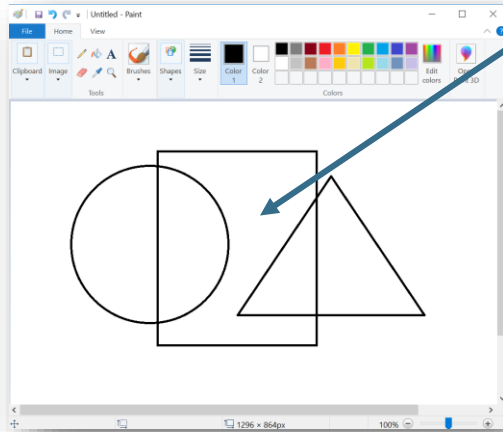 Untitled - Paint
File Home View
Clipboard Image A Brushes Shapes Size Color 1 Color 2 Edit colors
Tools Colors
1296 × 864px 100%